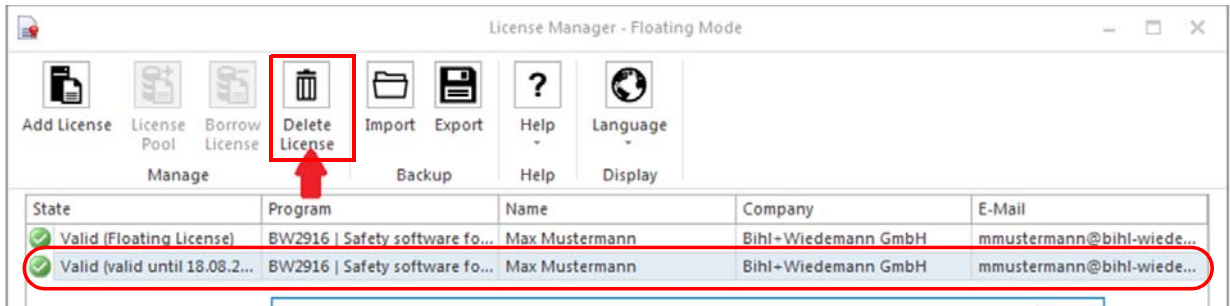 License Manager - Floating Mode
Add License License Pool Borrow License Delete License Import Export Help Language
Manage Backup Help Display
State Program Name Company E-Mail
Valid (Floating License) BW2916 | Safety software fo... Max Mustermann Bihl+Wiedemann GmbH mmustermann@bihl-wiede...
Valid (valid until 18.08.2... BW2916 | Safety software fo... Max Mustermann Bihl+Wiedemann GmbH mmustermann@bihl-wiede...